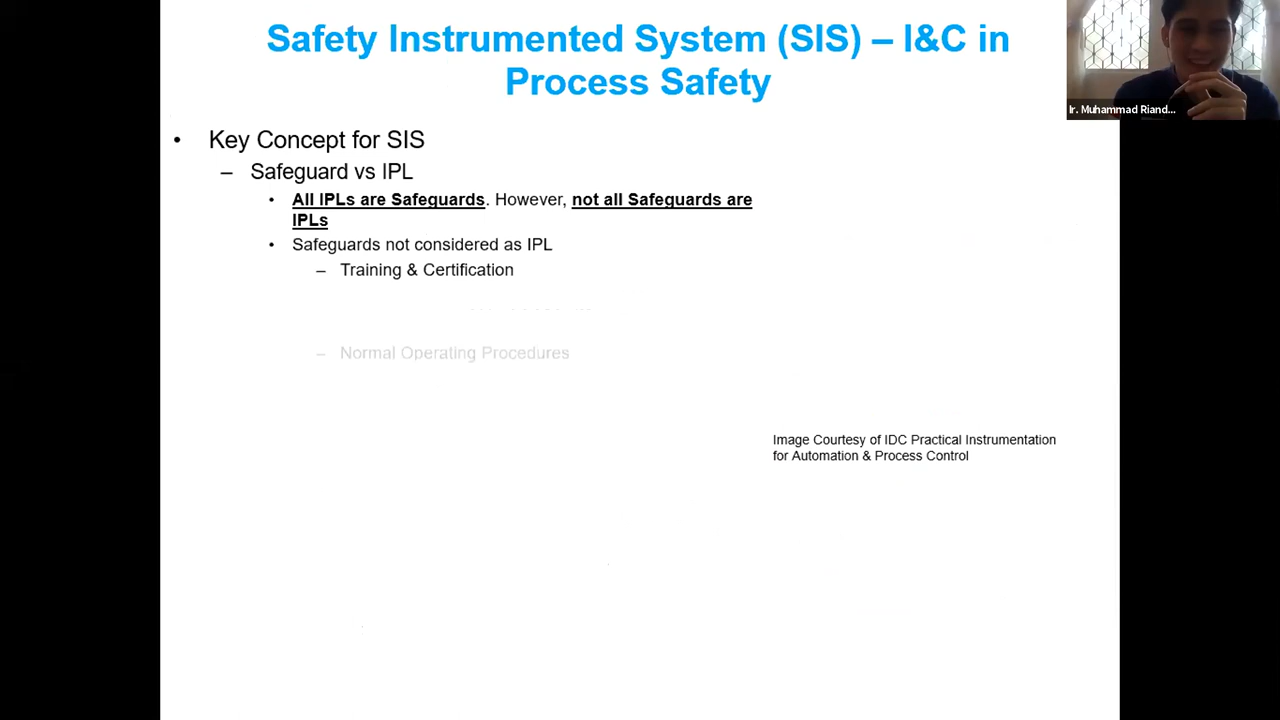 Safety Instrumented System (SIS) – I&C in
Process Safety
Ir. Muhammad Riand...
• Key Concept for SIS
– Safeguard vs IPL
• All IPLs are Safeguards. However, not all Safeguards are
IPLs
• Safeguards not considered as IPL
– Training & Certification
– Normal Operating Procedures
Image Courtesy of IDC Practical Instrumentation
for Automation & Process Control